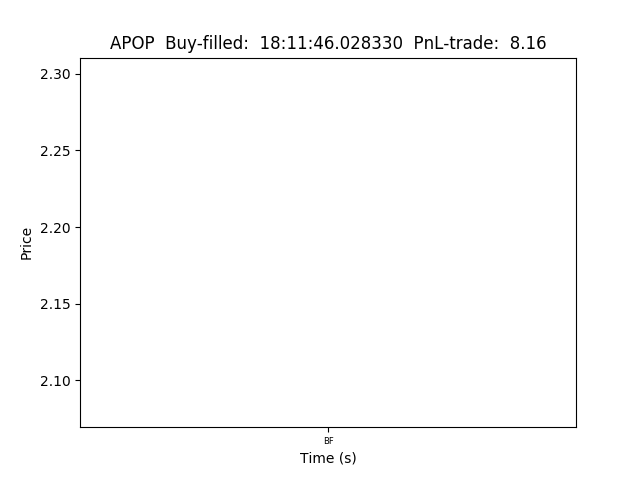 APOP  Buy-filled:  18:11:46.028330  PnL-trade:  8.16
2.30
2.25
2.20
2.15
2.10
Price
BF
Time (s)